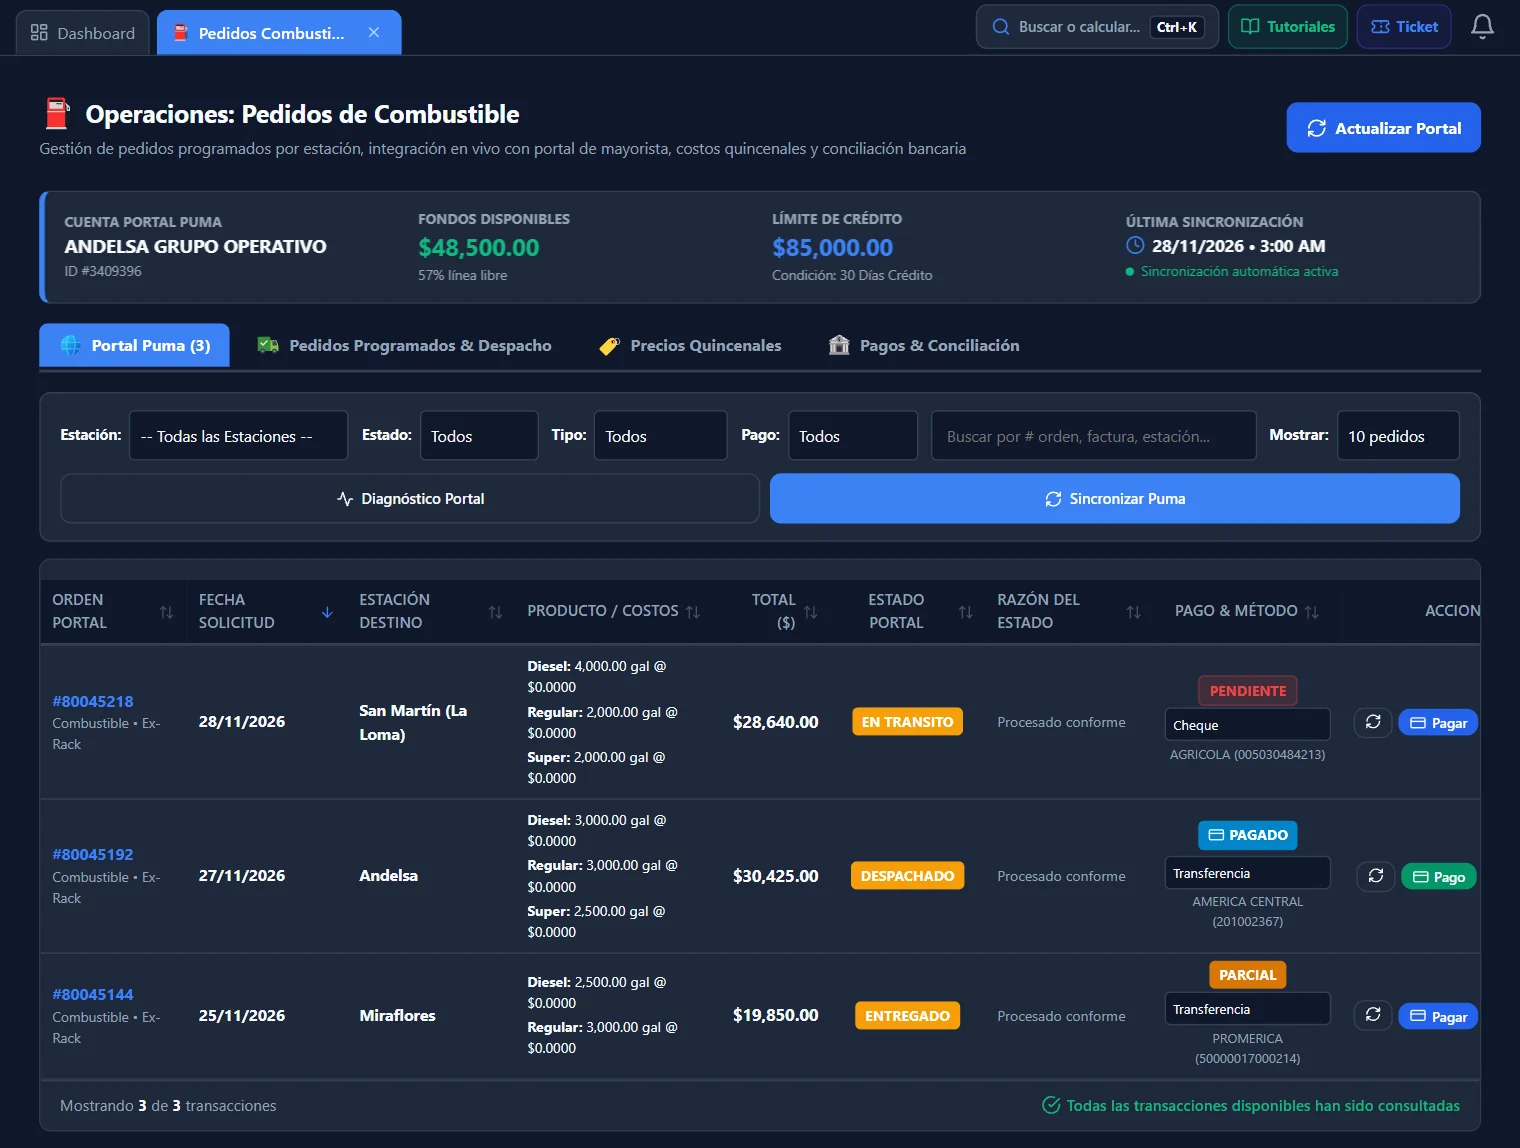 Dashboard
Pedidos Combusti...
Buscar o calcular...
Ctrl+K
Tutoriales
Ticket
Operaciones: Pedidos de Combustible
Gestión de pedidos programados por estación, integración en vivo con portal de mayorista, costos quincenales y conciliación bancaria
Actualizar Portal
CUENTA PORTAL PUMA
ANDELSA GRUPO OPERATIVO
ID #3409396
FONDOS DISPONIBLES
$48,500.00
57% línea libre
LÍMITE DE CRÉDITO
$85,000.00
Condición: 30 Días Crédito
ÚLTIMA SINCRONIZACIÓN
28/11/2026 • 3:00 AM
Sincronización automática activa
Portal Puma (3)
Pedidos Programados & Despacho
Precios Quincenales
Pagos & Conciliación
Estación:
-- Todas las Estaciones --
Estado:
Todos
Tipo:
Todos
Pago:
Todos
Buscar por # orden, factura, estación...
Mostrar:
10 pedidos
Diagnóstico Portal
Sincronizar Puma
ORDEN
PORTAL
FECHA
SOLICITUD
ESTACIÓN
DESTINO
PRODUCTO / COSTOS
TOTAL
($)
ESTADO
PORTAL
RAZÓN DEL
ESTADO
PAGO & MÉTODO
ACCION
#80045218
Combustible • Ex-
Rack
28/11/2026
San Martín (La
Loma)
Diesel: 4,000.00 gal @
$0.0000
Regular: 2,000.00 gal @
$0.0000
Super: 2,000.00 gal @
$0.0000
$28,640.00
EN TRANSITO
Procesado conforme
PENDIENTE
Cheque
AGRICOLA (005030484213)
Pagar
#80045192
Combustible • Ex-
Rack
27/11/2026
Andelsa
Diesel: 3,000.00 gal @
$0.0000
Regular: 3,000.00 gal @
$0.0000
Super: 2,500.00 gal @
$0.0000
$30,425.00
DESPACHADO
Procesado conforme
PAGADO
Transferencia
AMERICA CENTRAL
(201002367)
Pago
#80045144
Combustible • Ex-
Rack
25/11/2026
Miraflores
Diesel: 2,500.00 gal @
$0.0000
Regular: 3,000.00 gal @
$0.0000
$19,850.00
ENTREGADO
Procesado conforme
PARCIAL
Transferencia
PROMERICA
(50000017000214)
Pagar
Mostrando 3 de 3 transacciones
Todas las transacciones disponibles han sido consultadas